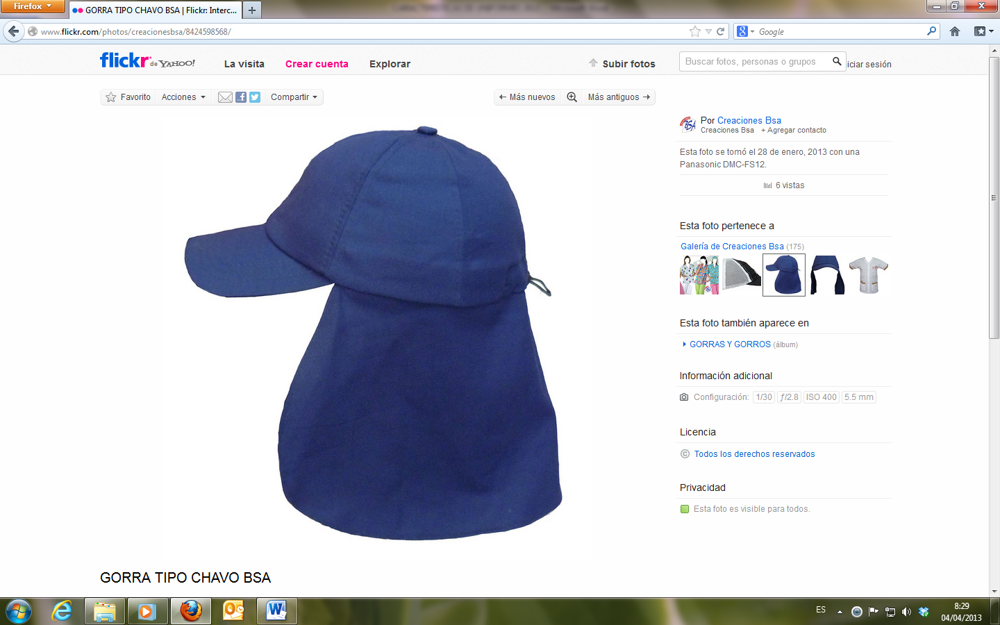 Firefox
GORRA TIPO CHAVO BSA | Flickr: Interc...
www.flickr.com/photos/creacionesbsa/8424598568/
Google
flickr de YAHOO!
La visita
Crear cuenta
Explorar
Subir fotos
Buscar fotos, personas o grupos
iciar sesión
Favorito
Acciones
Compartir
← Más nuevos
Más antiguos →
Por Creaciones Bsa
Creaciones Bsa + Agregar contacto
Esta foto se tomó el 28 de enero, 2013 con una
Panasonic DMC-FS12.
6 vistas
Esta foto pertenece a
Galería de Creaciones Bsa (175)
Esta foto también aparece en
GORRAS Y GORROS (álbum)
Información adicional
Configuración: 1/30 ƒ/2.8 ISO 400 5.5 mm
Licencia
© Todos los derechos reservados
Privacidad
Esta foto es visible para todos.
GORRA TIPO CHAVO BSA
ES
8:29
04/04/2013